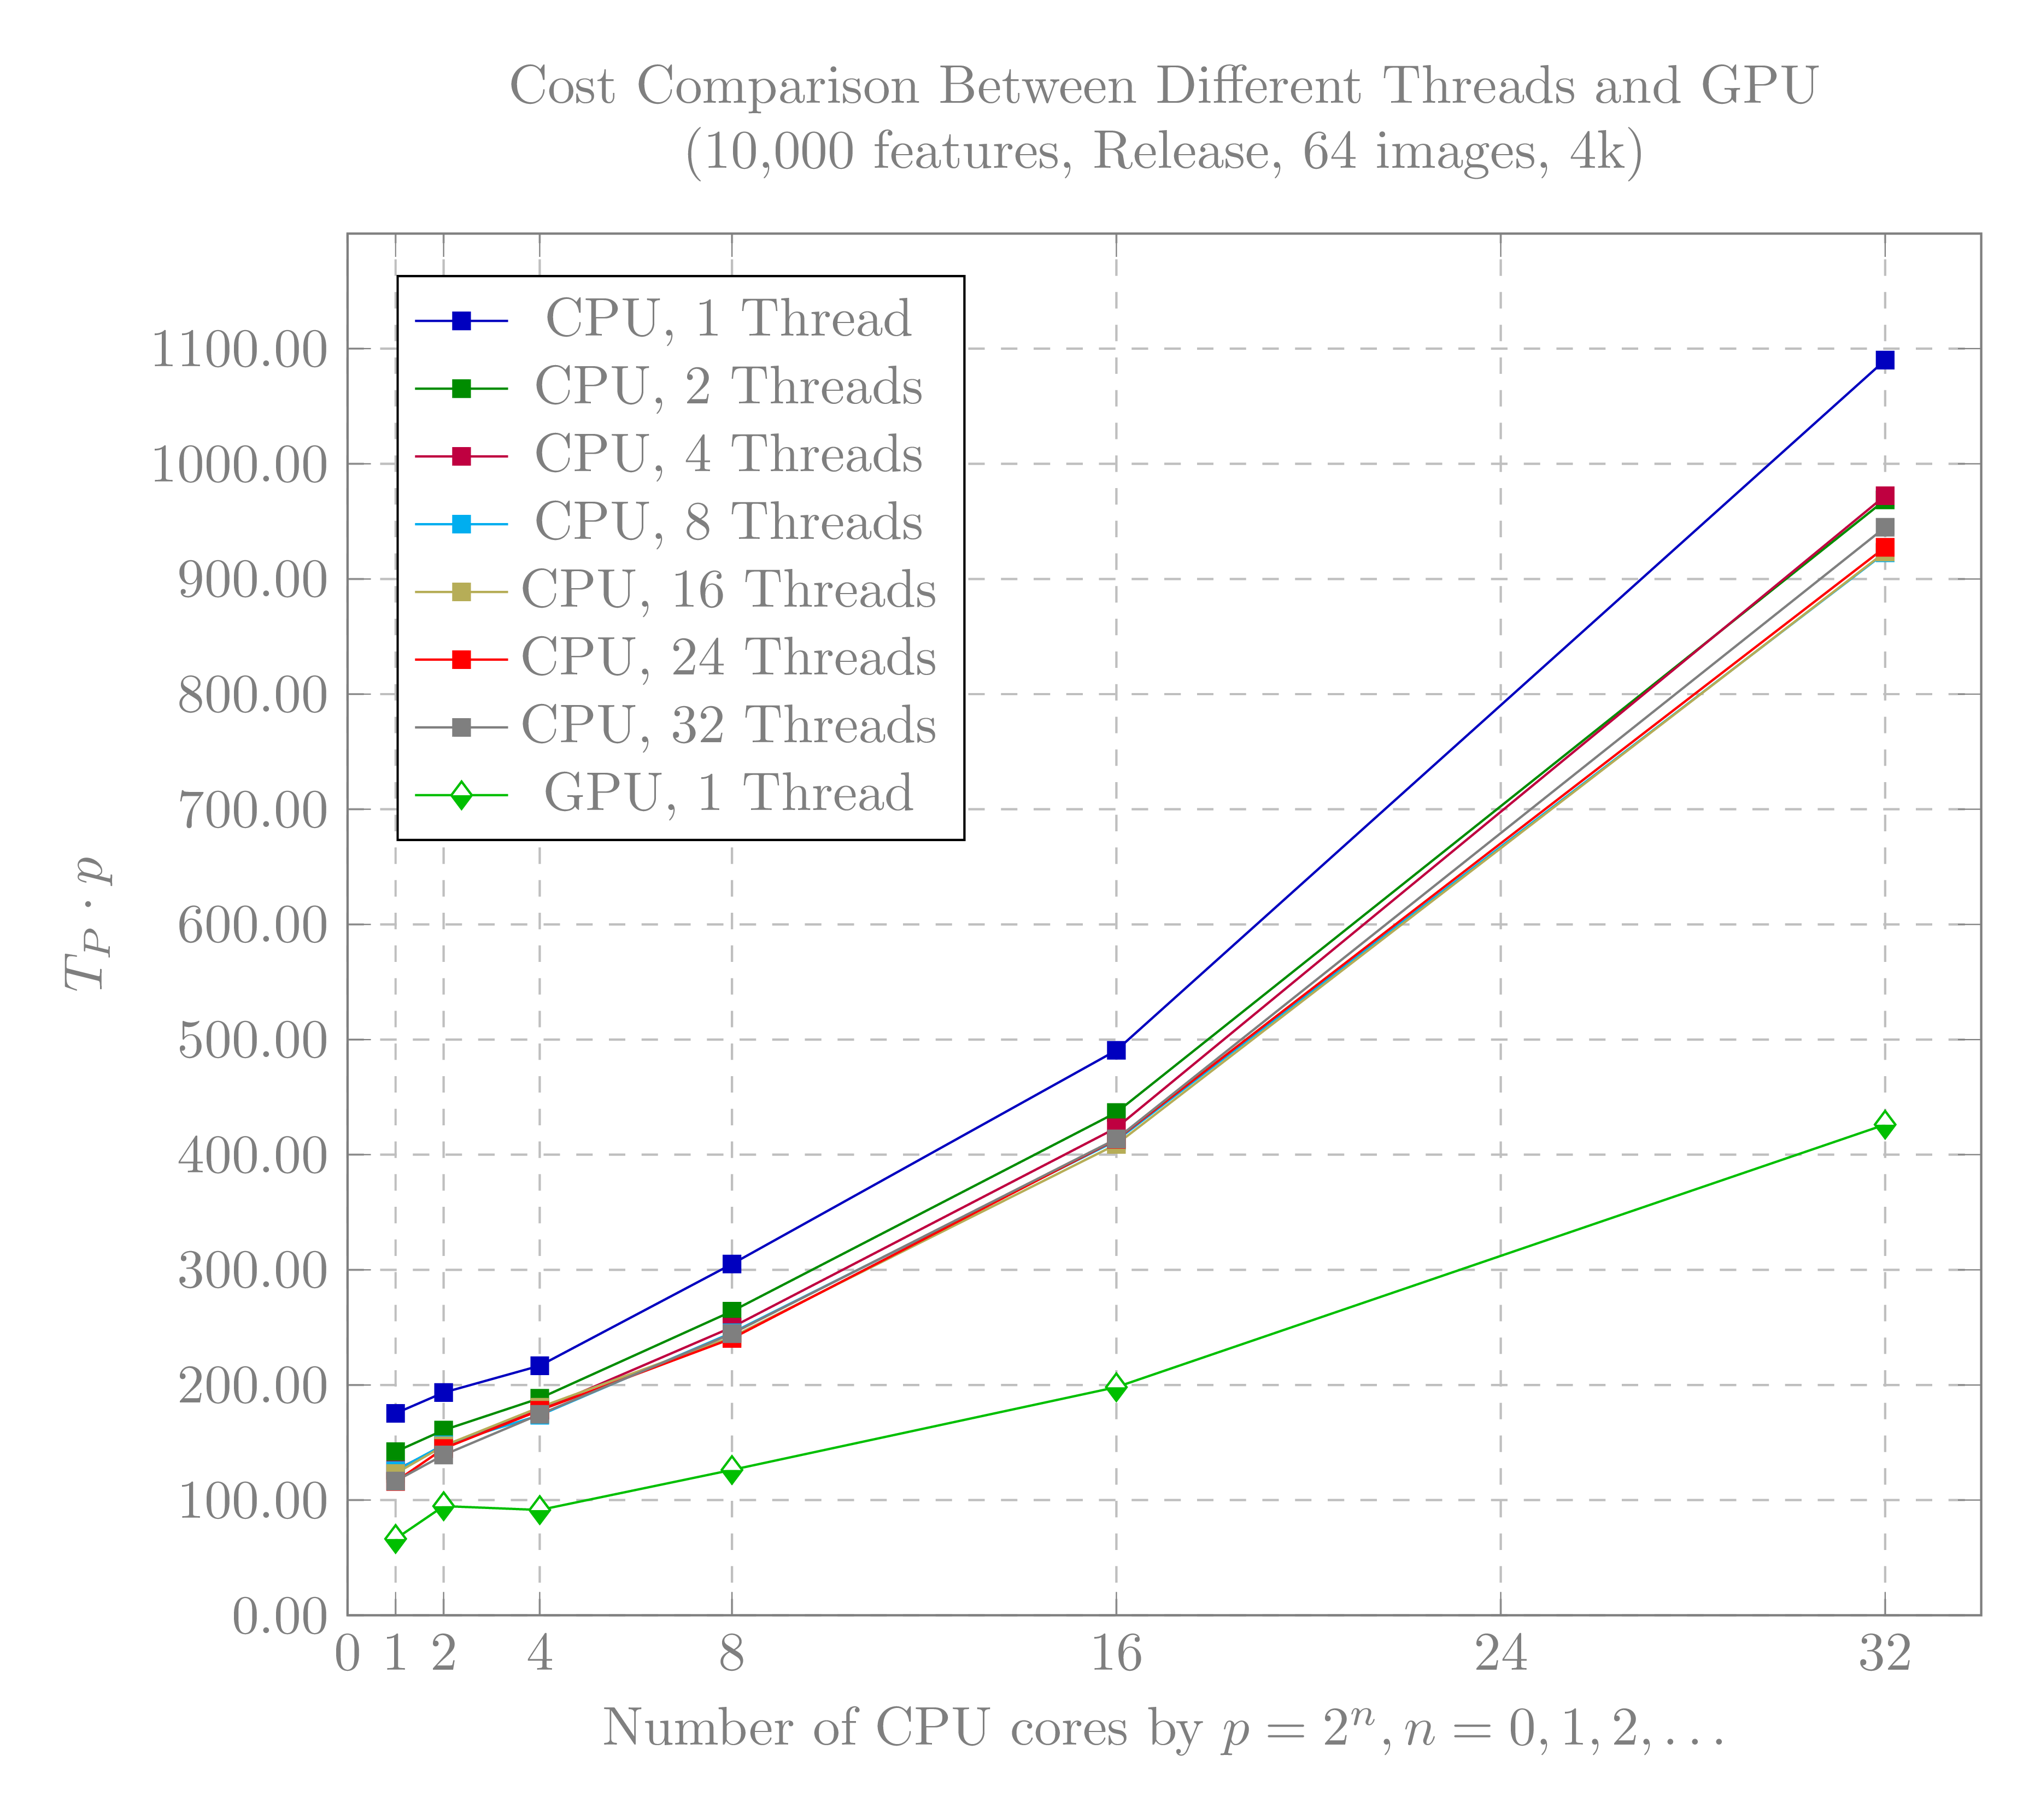 Cost Comparison Between Different Threads and GPU
(10,000 features, Release, 64 images, 4k)
CPU, 1 Thread
CPU, 2 Threads
CPU, 4 Threads
CPU, 8 Threads
CPU, 16 Threads
CPU, 24 Threads
CPU, 32 Threads
GPU, 1 Thread
1100.00
1000.00
900.00
800.00
700.00
600.00
500.00
400.00
300.00
200.00
100.00
0.00
T_P · p
0 1 2 4 8 16 24 32
Number of CPU cores by p = 2^n, n = 0, 1, 2, . . .